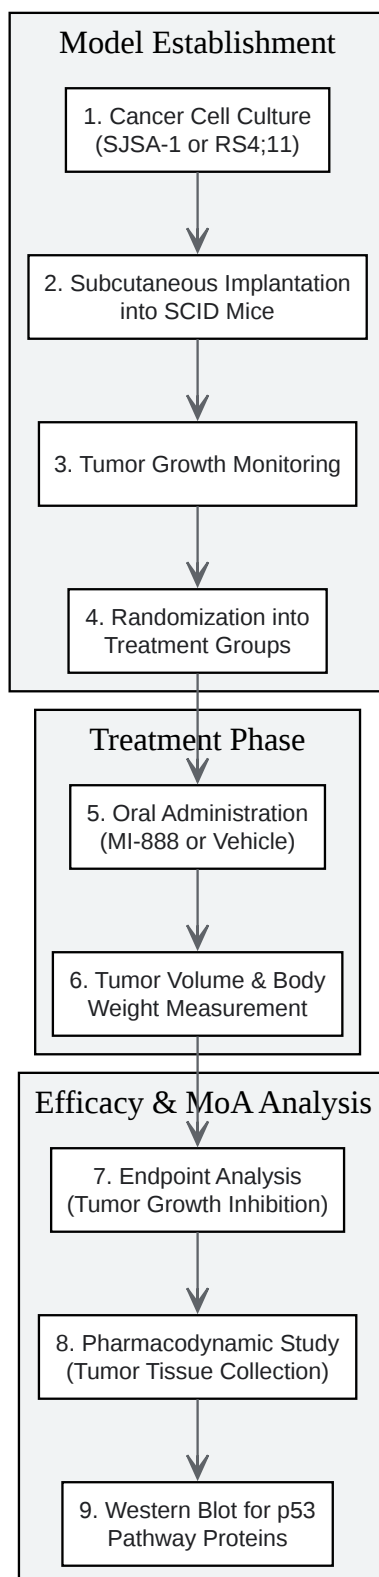 Model Establishment
1. Cancer Cell Culture
(SJSA-1 or RS4;11)
2. Subcutaneous Implantation
into SCID Mice
3. Tumor Growth Monitoring
4. Randomization into
Treatment Groups
Treatment Phase
5. Oral Administration
(MI-888 or Vehicle)
6. Tumor Volume & Body
Weight Measurement
Efficacy & MoA Analysis
7. Endpoint Analysis
(Tumor Growth Inhibition)
8. Pharmacodynamic Study
(Tumor Tissue Collection)
9. Western Blot for p53
Pathway Proteins